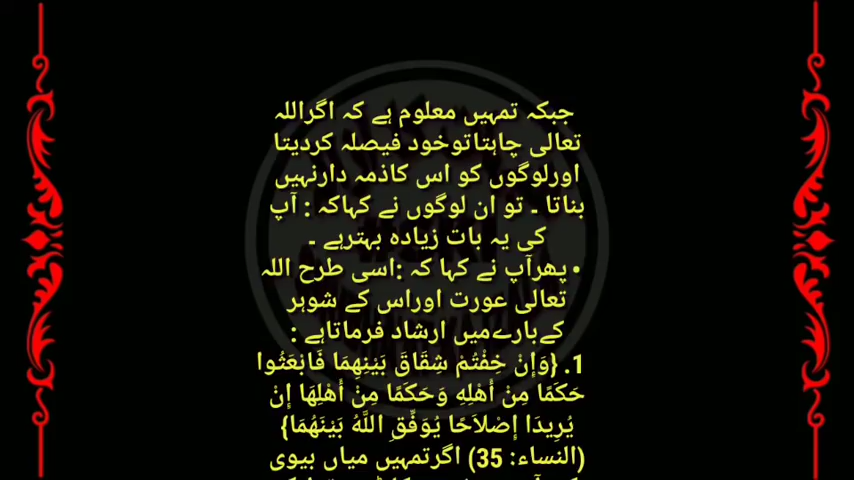 جبکہ تمہیں معلوم ہے کہ اگراللہ
تعالی چاہتاتوخود فیصلہ کردیتا
اورلوگوں کو اس کاذمہ دارنہیں
بناتا ۔ تو ان لوگوں نے کہاکہ : آپ
کی یہ بات زیادہ بہترہے ۔
• پھرآپ نے کہا کہ :اسی طرح اللہ
تعالی عورت اوراس کے شوہر
کےبارےمیں ارشاد فرماتاہے :
1. {وَإِنْ خِفْتُمْ شِقَاقَ بَيْنِهِمَا فَابْعَثُوا
حَكَمًا مِنْ أَهْلِهِ وَحَكَمًا مِنْ أَهْلِهَا إِنْ
يُرِيدَا إِصْلَاحًا يُوَفِّقِ اللَّهُ بَيْنَهُمَا}
(النساء: 35) اگرتمہیں میاں بیوی